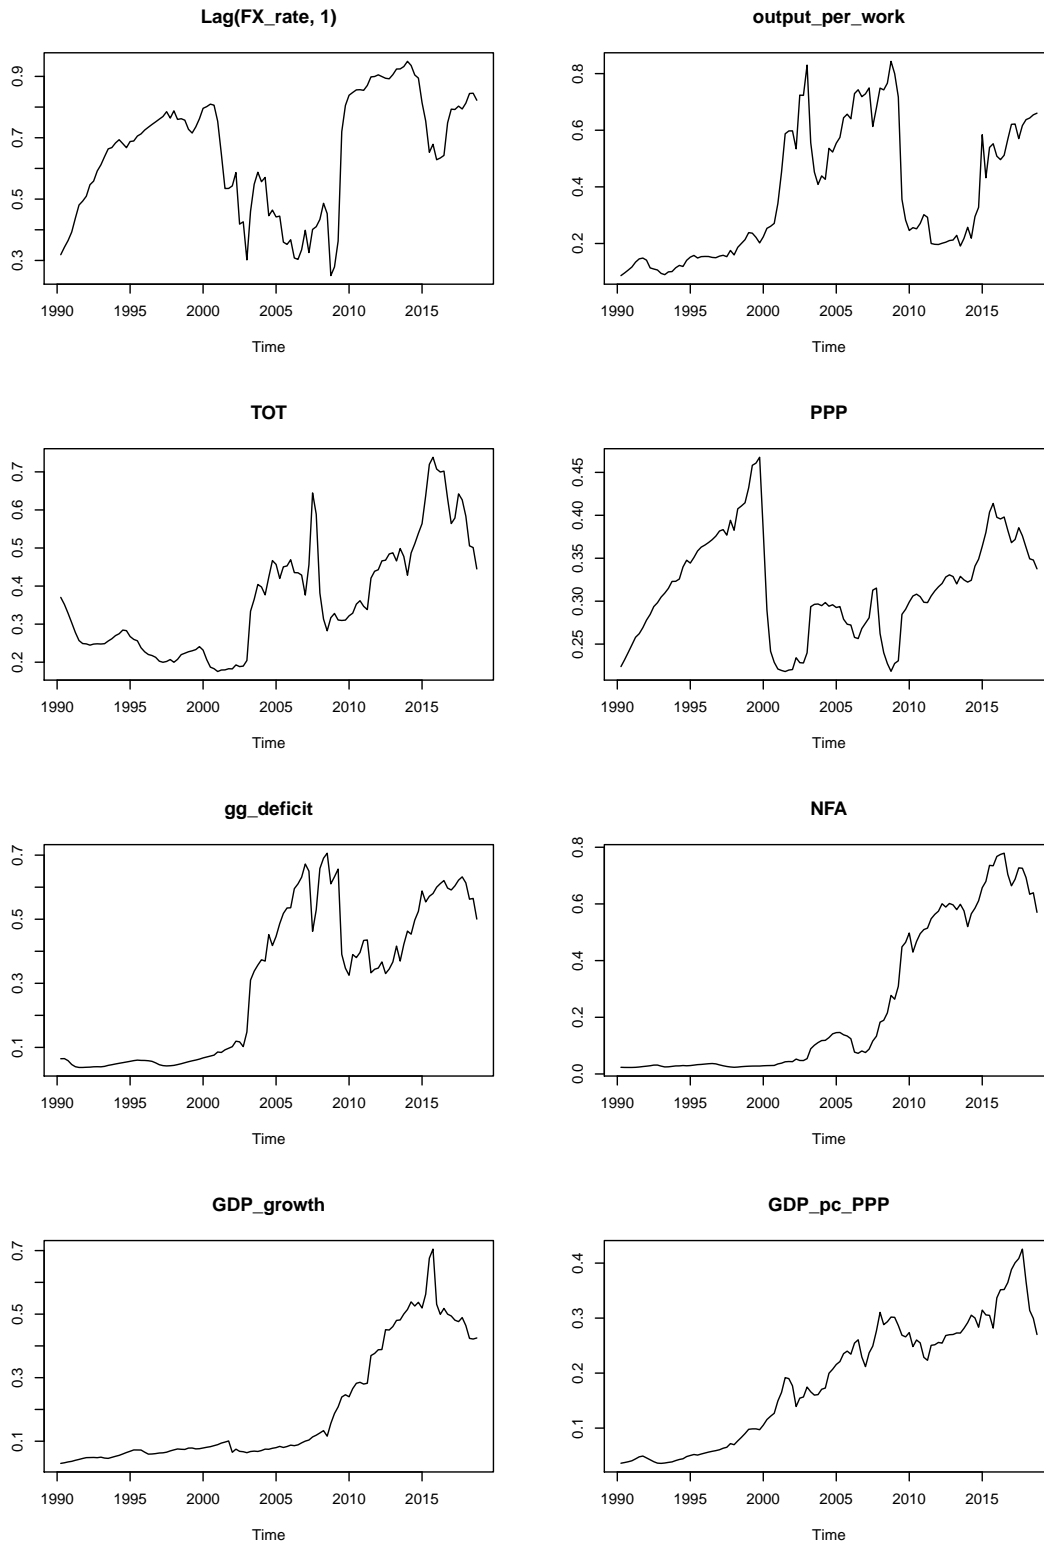 Lag(FX_rate, 1)
0.3 0.5 0.7 0.9
1990 1995 2000 2005 2010 2015
Time
output_per_work
0.2 0.4 0.6 0.8
1990 1995 2000 2005 2010 2015
Time
TOT
0.2 0.3 0.4 0.5 0.6 0.7
1990 1995 2000 2005 2010 2015
Time
PPP
0.25 0.30 0.35 0.40 0.45
1990 1995 2000 2005 2010 2015
Time
gg_deficit
0.1 0.3 0.5 0.7
1990 1995 2000 2005 2010 2015
Time
NFA
0.0 0.2 0.4 0.6 0.8
1990 1995 2000 2005 2010 2015
Time
GDP_growth
0.1 0.3 0.5 0.7
1990 1995 2000 2005 2010 2015
Time
GDP_pc_PPP
0.1 0.2 0.3 0.4
1990 1995 2000 2005 2010 2015
Time